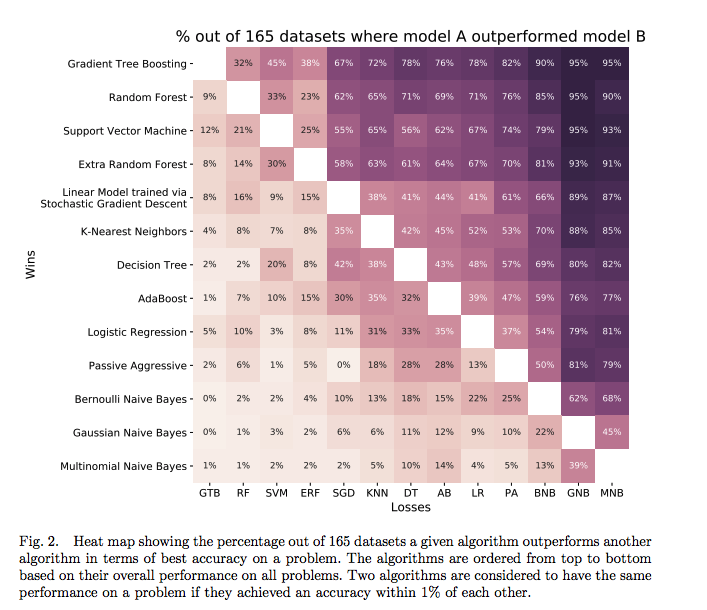 % out of 165 datasets where model A outperformed model B
Gradient Tree Boosting 32% 45% 38% 67% 72% 78% 76% 78% 82% 90% 95% 95%
Random Forest 9% 33% 23% 62% 65% 71% 69% 71% 76% 85% 95% 90%
Support Vector Machine 12% 21% 25% 55% 65% 56% 62% 67% 74% 79% 95% 93%
Extra Random Forest 8% 14% 30% 58% 63% 61% 64% 67% 70% 81% 93% 91%
Linear Model trained via
Stochastic Gradient Descent 8% 16% 9% 15% 38% 41% 44% 41% 61% 66% 89% 87%
K-Nearest Neighbors 4% 8% 7% 8% 35% 42% 45% 52% 53% 70% 88% 85%
Decision Tree 2% 2% 20% 8% 42% 38% 43% 48% 57% 69% 80% 82%
AdaBoost 1% 7% 10% 15% 30% 35% 32% 39% 47% 59% 76% 77%
Logistic Regression 5% 10% 3% 8% 11% 31% 33% 35% 37% 54% 79% 81%
Passive Aggressive 2% 6% 1% 5% 0% 18% 28% 28% 13% 50% 81% 79%
Bernoulli Naive Bayes 0% 2% 2% 4% 10% 13% 18% 15% 22% 25% 62% 68%
Gaussian Naive Bayes 0% 1% 3% 2% 6% 6% 11% 12% 9% 10% 22% 45%
Multinomial Naive Bayes 1% 1% 2% 2% 2% 5% 10% 14% 4% 5% 13% 39%
GTB RF SVM ERF SGD KNN DT AB LR PA BNB GNB MNB
Losses
Wins
Fig. 2. Heat map showing the percentage out of 165 datasets a given algorithm outperforms another
algorithm in terms of best accuracy on a problem. The algorithms are ordered from top to bottom
based on their overall performance on all problems. Two algorithms are considered to have the same
performance on a problem if they achieved an accuracy within 1% of each other.